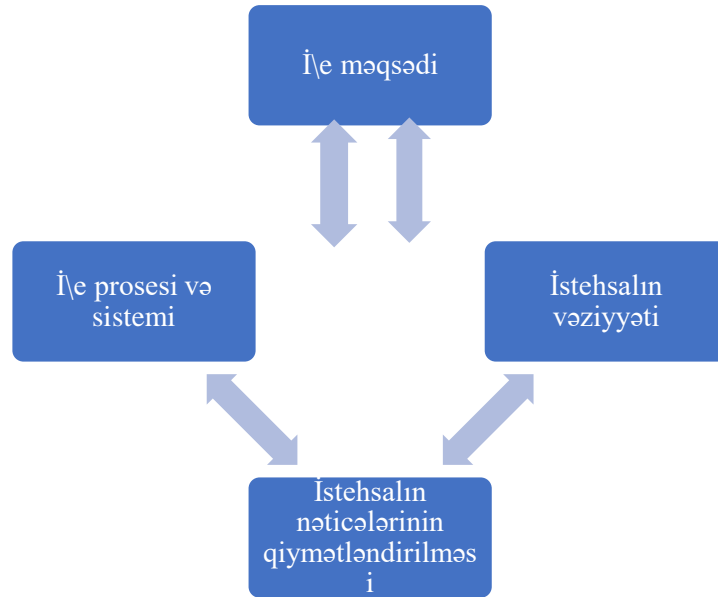 İ\e məqsədi
İ\e prosesi və
sistemi
İstehsalın
vəziyyəti
İstehsalın
nəticələrinin
qiymətləndirilməs
i